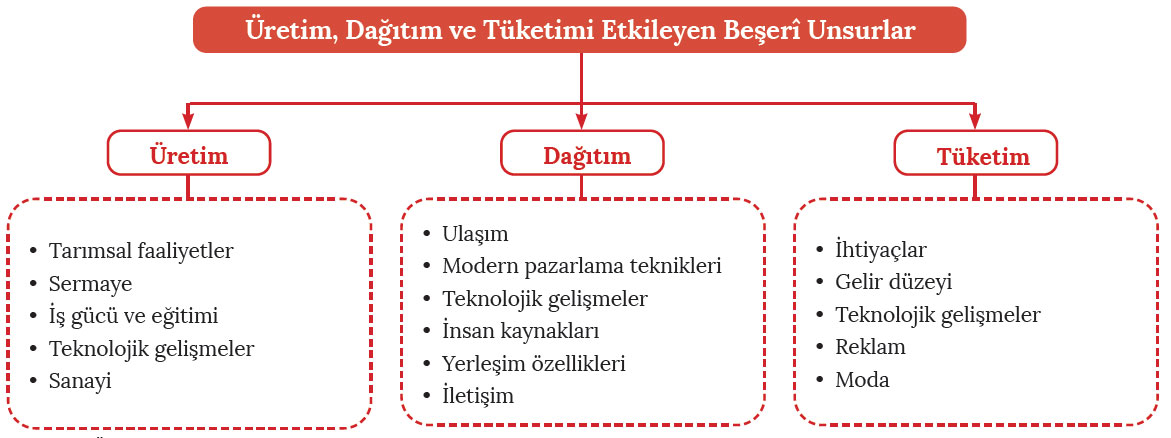 Üretim, Dağıtım ve Tüketimi Etkileyen Beşerî Unsurlar
Üretim
• Tarımsal faaliyetler
• Sermaye
• İş gücü ve eğitimi
• Teknolojik gelişmeler
• Sanayi
Dağıtım
• Ulaşım
• Modern pazarlama teknikleri
• Teknolojik gelişmeler
• İnsan kaynakları
• Yerleşim özellikleri
• İletişim
Tüketim
• İhtiyaçlar
• Gelir düzeyi
• Teknolojik gelişmeler
• Reklam
• Moda